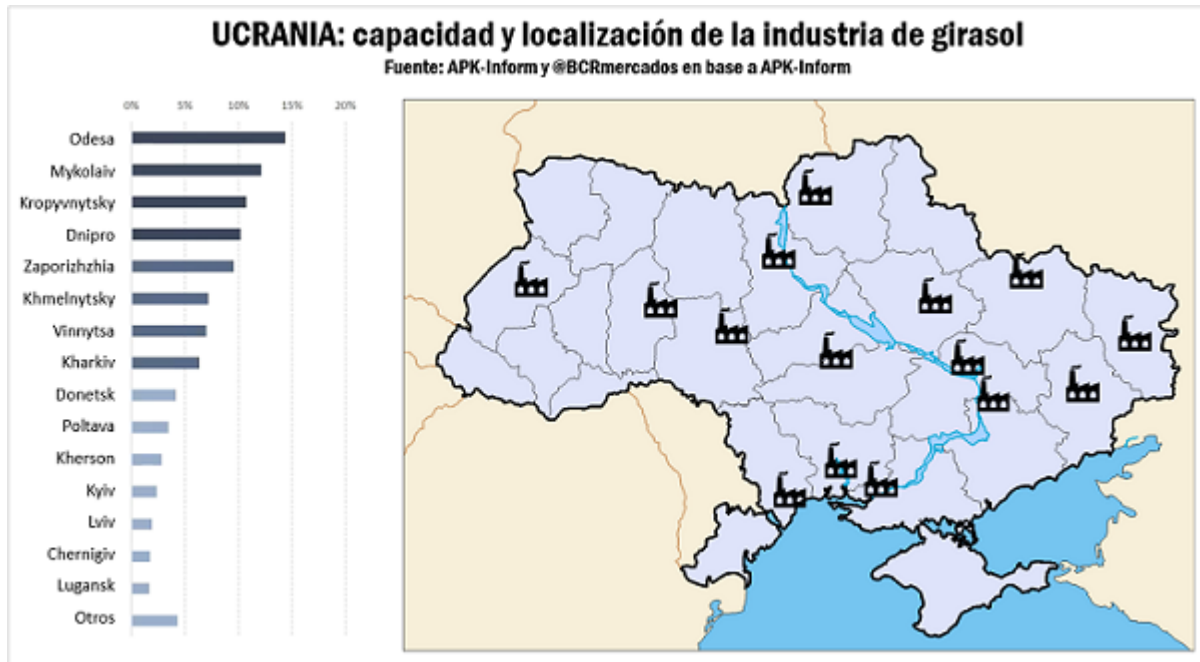 UCRANIA: capacidad y localización de la industria de girasol
Fuente: APK-Inform y @BCRmercados en base a APK-Inform
0% 5% 10% 15% 20%
Odesa
Mykolaiv
Kropyvnytsky
Dnipro
Zaporizhzhia
Khmelnytsky
Vinnytsa
Kharkiv
Donetsk
Poltava
Kherson
Kyiv
Lviv
Chernigiv
Lugansk
Otros